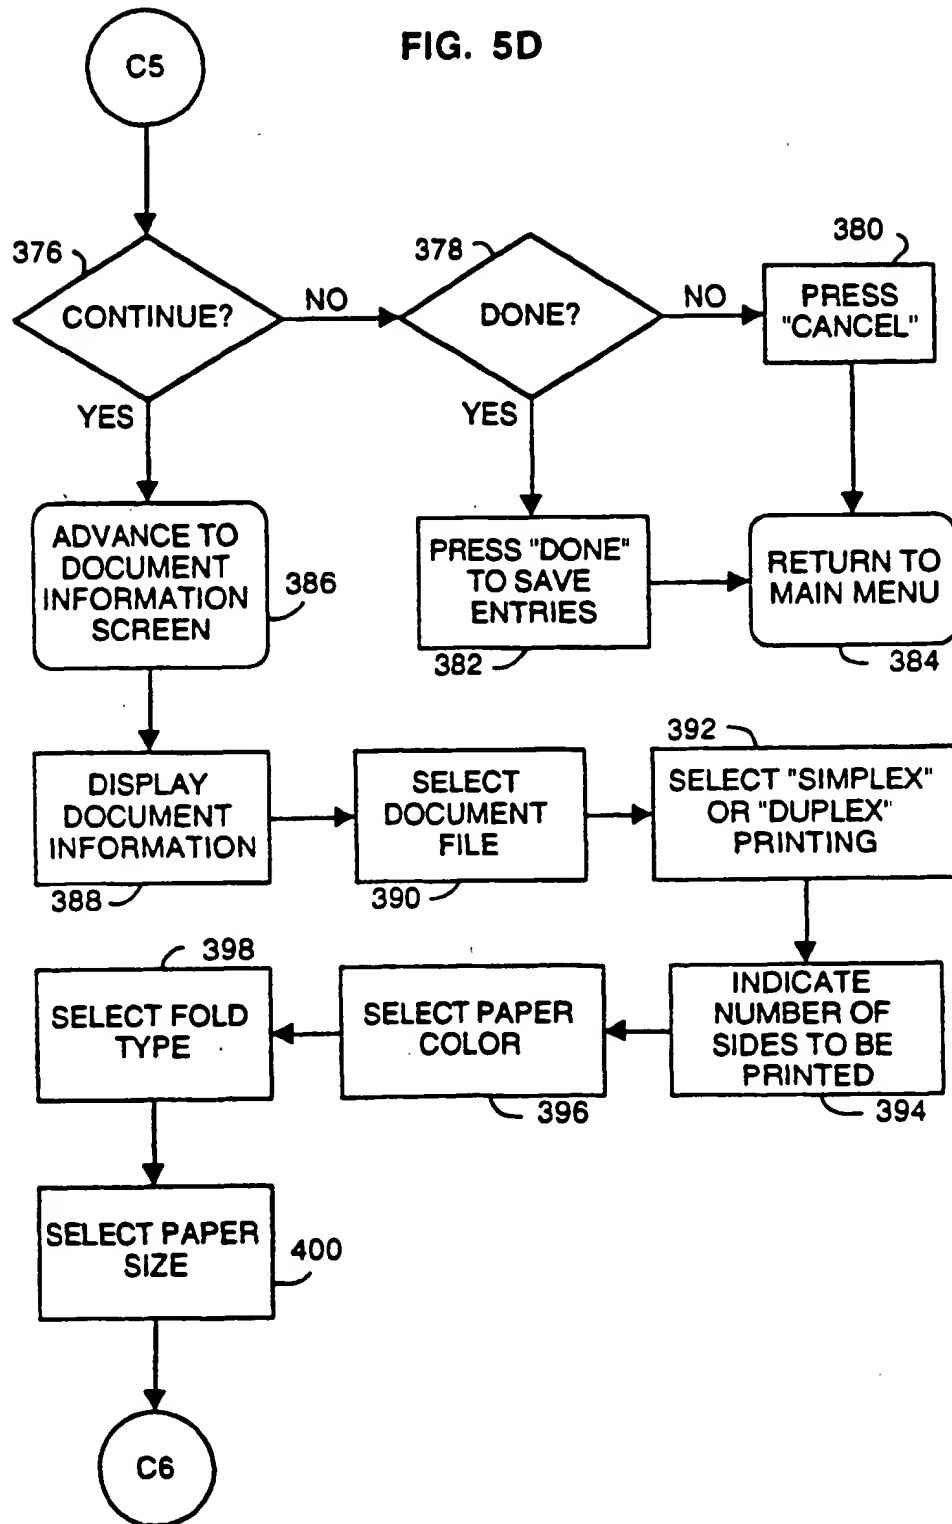 FIG. 5D
C5
376
CONTINUE?
NO
YES
378
DONE?
NO
YES
380
PRESS
"CANCEL"
ADVANCE TO
DOCUMENT
INFORMATION
SCREEN
386
PRESS "DONE"
TO SAVE
ENTRIES
382
RETURN TO
MAIN MENU
384
DISPLAY
DOCUMENT
INFORMATION
388
SELECT
DOCUMENT
FILE
390
392
SELECT "SIMPLEX"
OR "DUPLEX"
PRINTING
INDICATE
NUMBER OF
SIDES TO BE
PRINTED
394
SELECT PAPER
COLOR
396
398
SELECT FOLD
TYPE
SELECT PAPER
SIZE
400
C6